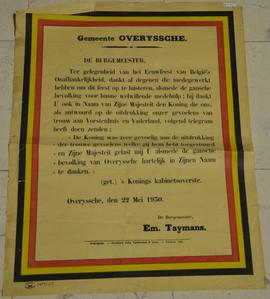 Gemeente OVERYSSCHE.
DE BURGEMEESTER.
Ter gelegenheid van het Eeuwfeest van België's
Onafhankelijkheid, dankt al degenen die medegewerkt
hebben om dit feest op te luisteren, alsmede de gansche
bevolking voor hunne welwillende medehulp; hij dankt
U ook in Naam van Zijne Majesteit den Koning die ons,
als antwoord op de uitdrukking onzer gevoelens van
trouw aan Vorstenhuis en Vaderland, volgend telegram
heeft doen zenden :
- De Koning was zeer gevoelig aan de uitdrukking
der trouwe gevoelens welke gij hem hebt toegestuurd
- en Zijne Majesteit gelast mij U alsmede de gansche
- bevolking van Overyssche hartelijk in Zijnen Naam
- te danken. -
(get.) 's Konings kabinetsoverste.
Overyssche, den 22 Mei 1930.
De Burgemeester,
Em. Taymans.